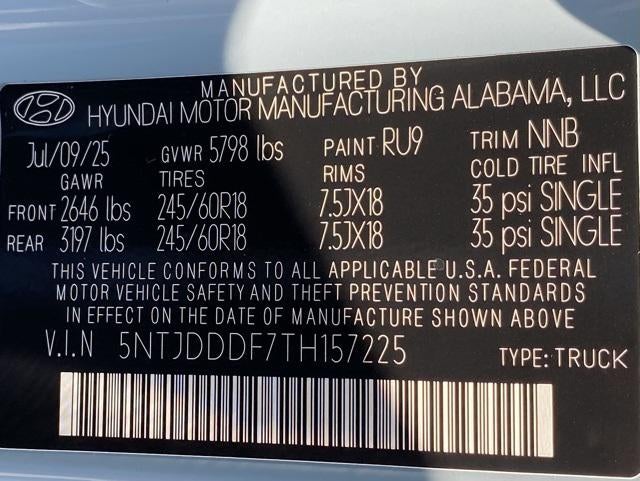 MANUFACTURED BY
HYUNDAI MOTOR MANUFACTURING ALABAMA, LLC
Jul/09/25 GVWR 5798 lbs PAINT RU9 TRIM NNB
GAWR TIRES RIMS COLD TIRE INFL
FRONT 2646 lbs 245/60R18 7.5JX18 35 psi SINGLE
REAR 3197 lbs 245/60R18 7.5JX18 35 psi SINGLE
THIS VEHICLE CONFORMS TO ALL APPLICABLE U.S.A. FEDERAL
MOTOR VEHICLE SAFETY AND THEFT PREVENTION STANDARDS
IN EFFECT ON THE DATE OF MANUFACTURE SHOWN ABOVE.
V.I.N 5NTJDDDF7TH157225 TYPE: TRUCK